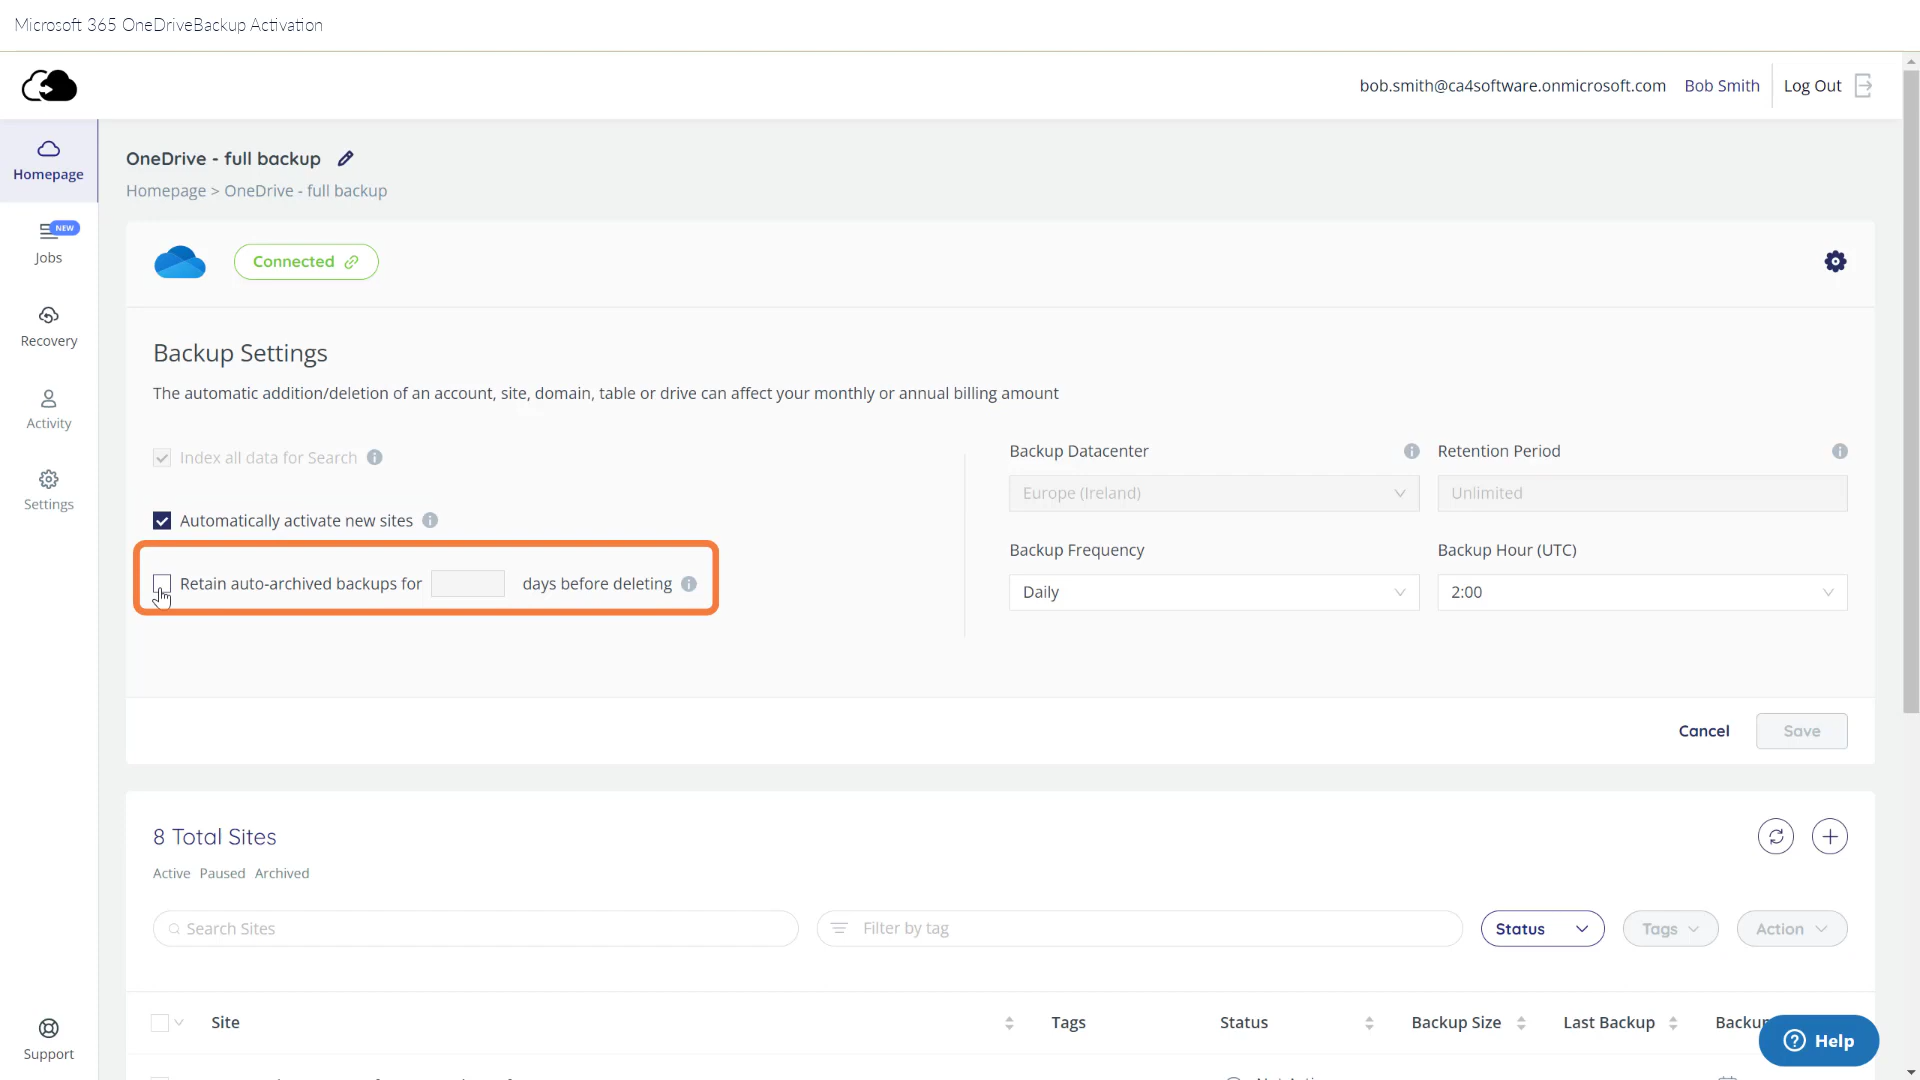 Microsoft 365 OneDriveBackup Activation
bob.smith@ca4software.onmicrosoft.com Bob Smith Log Out
Homepage
NEW
Jobs
Recovery
Activity
Settings
Support
OneDrive - full backup
Homepage > OneDrive - full backup
Connected
Backup Settings
The automatic addition/deletion of an account, site, domain, table or drive can affect your monthly or annual billing amount
Index all data for Search
Automatically activate new sites
Retain auto-archived backups for days before deleting
Backup Datacenter
Europe (Ireland)
Retention Period
Unlimited
Backup Frequency
Daily
Backup Hour (UTC)
2:00
Cancel Save
8 Total Sites
Active Paused Archived
Search Sites Filter by tag Status Tags Action
Site Tags Status Backup Size Last Backup
Help